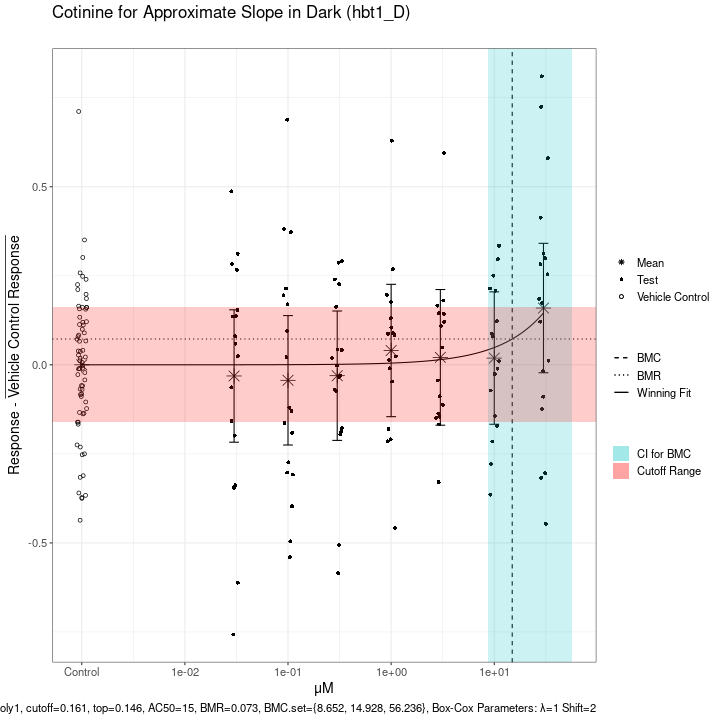 Cotinine for Approximate Slope in Dark (hbt1_D)
Response - Vehicle Control Response
0.5
0.0
-0.5
Control
1e-02
1e-01
1e+00
1e+01
μM
Mean
Test
Vehicle Control
BMC
BMR
Winning Fit
CI for BMC
Cutoff Range
oly1, cutoff=0.161, top=0.146, AC50=15, BMR=0.073, BMC.set={8.652, 14.928, 56.236}, Box-Cox Parameters: λ=1 Shift=2